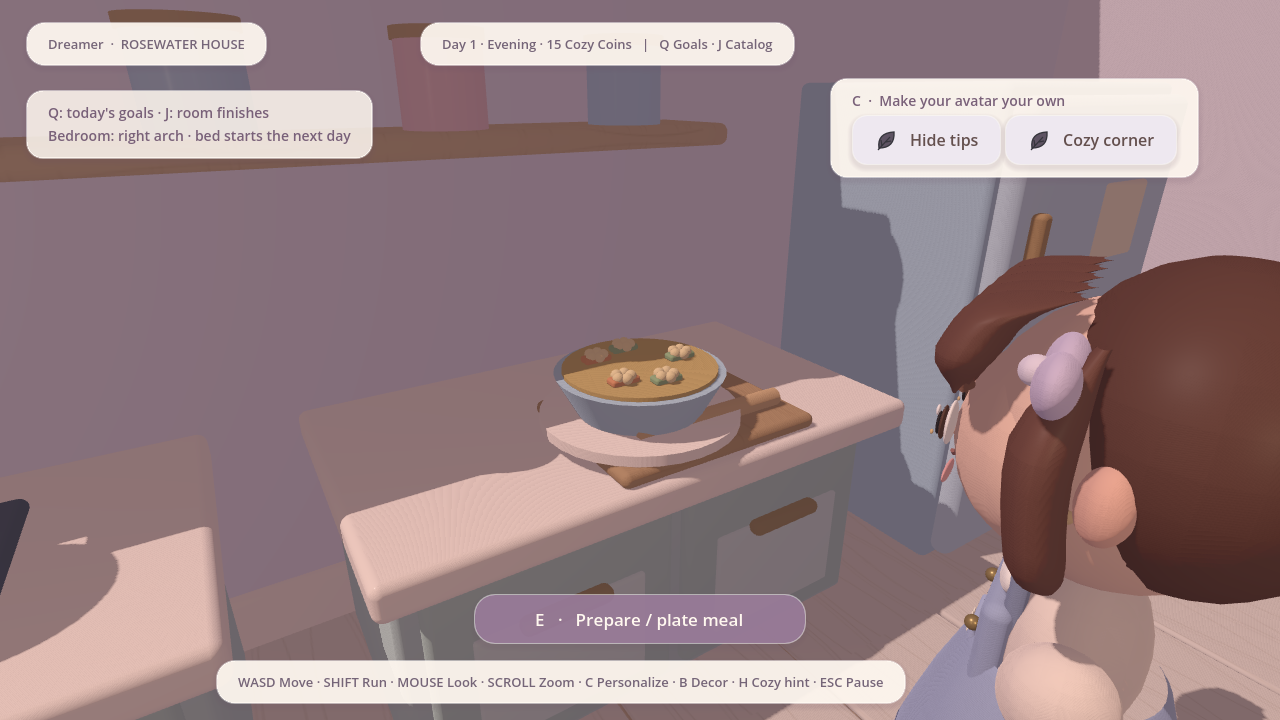 Dreamer · ROSEWATER HOUSE
Day 1 · Evening · 15 Cozy Coins | Q Goals · J Catalog
Q: today's goals · J: room finishes
Bedroom: right arch · bed starts the next day
C · Make your avatar your own
Hide tips
Cozy corner
E · Prepare / plate meal
WASD Move · SHIFT Run · MOUSE Look · SCROLL Zoom · C Personalize · B Decor · H Cozy hint · ESC Pause